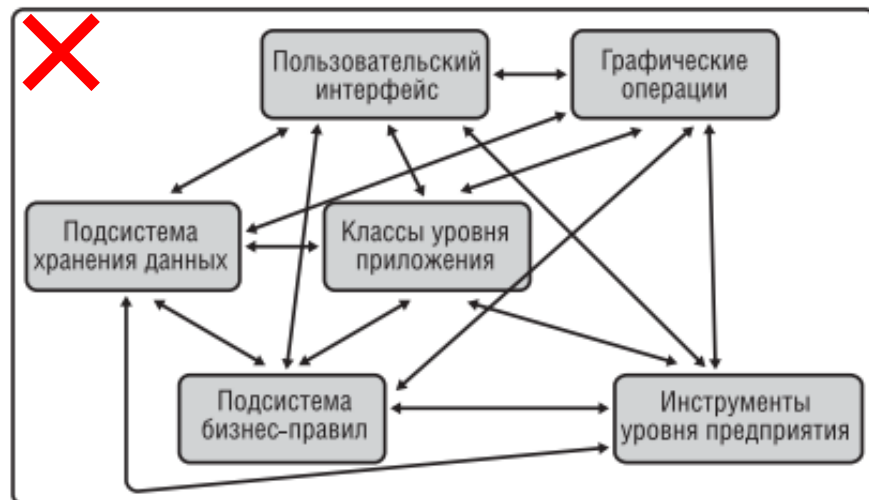 Пользовательский
интерфейс
Графические
операции
Подсистема
хранения данных
Классы уровня
приложения
Подсистема
бизнес-правил
Инструменты
уровня предприятия